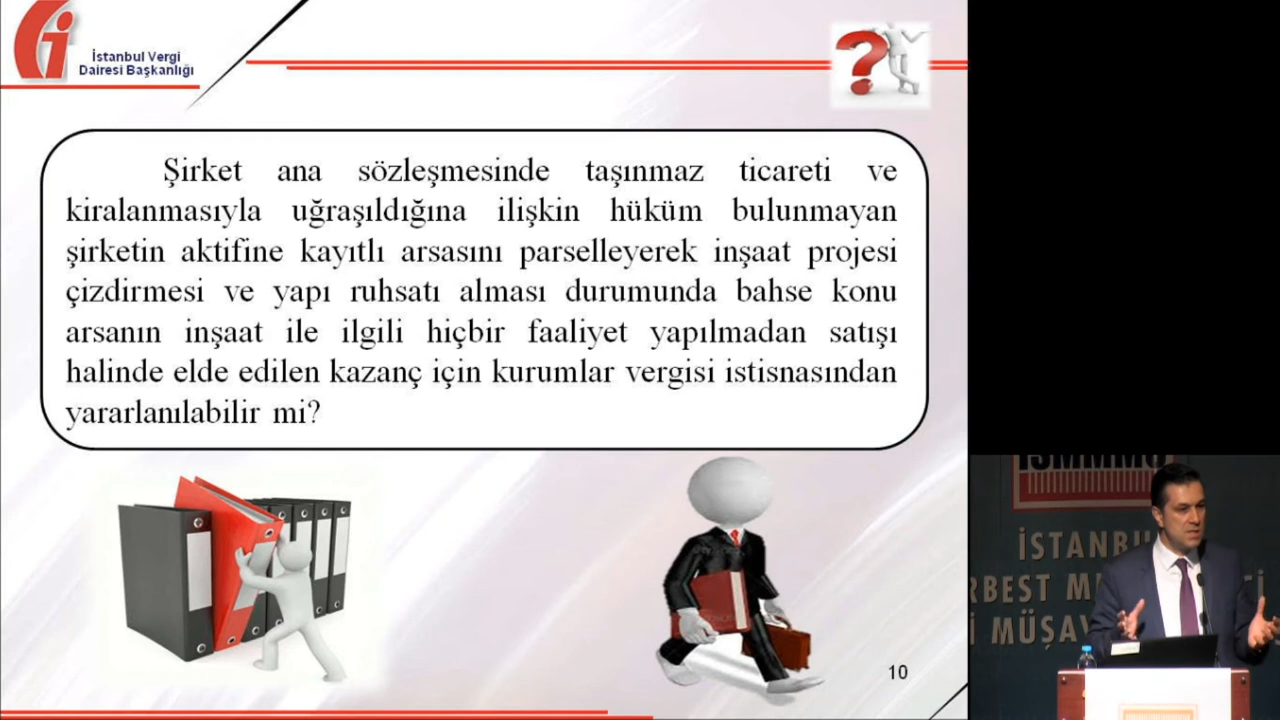 İstanbul Vergi
Dairesi Başkanlığı
Şirket ana sözleşmesinde taşınmaz ticareti ve
kiralanmasıyla uğraşıldığına ilişkin hüküm bulunmayan
şirketin aktifine kayıtlı arsasını parselleyerek inşaat projesi
çizdirmesi ve yapı ruhsatı alması durumunda bahse konu
arsanın inşaat ile ilgili hiçbir faaliyet yapılmadan satışı
halinde elde edilen kazanç için kurumlar vergisi istisnasından
yararlanılabilir mi?
10
İSMMMO
İSTANBU
RBEST M
İ MÜŞAV